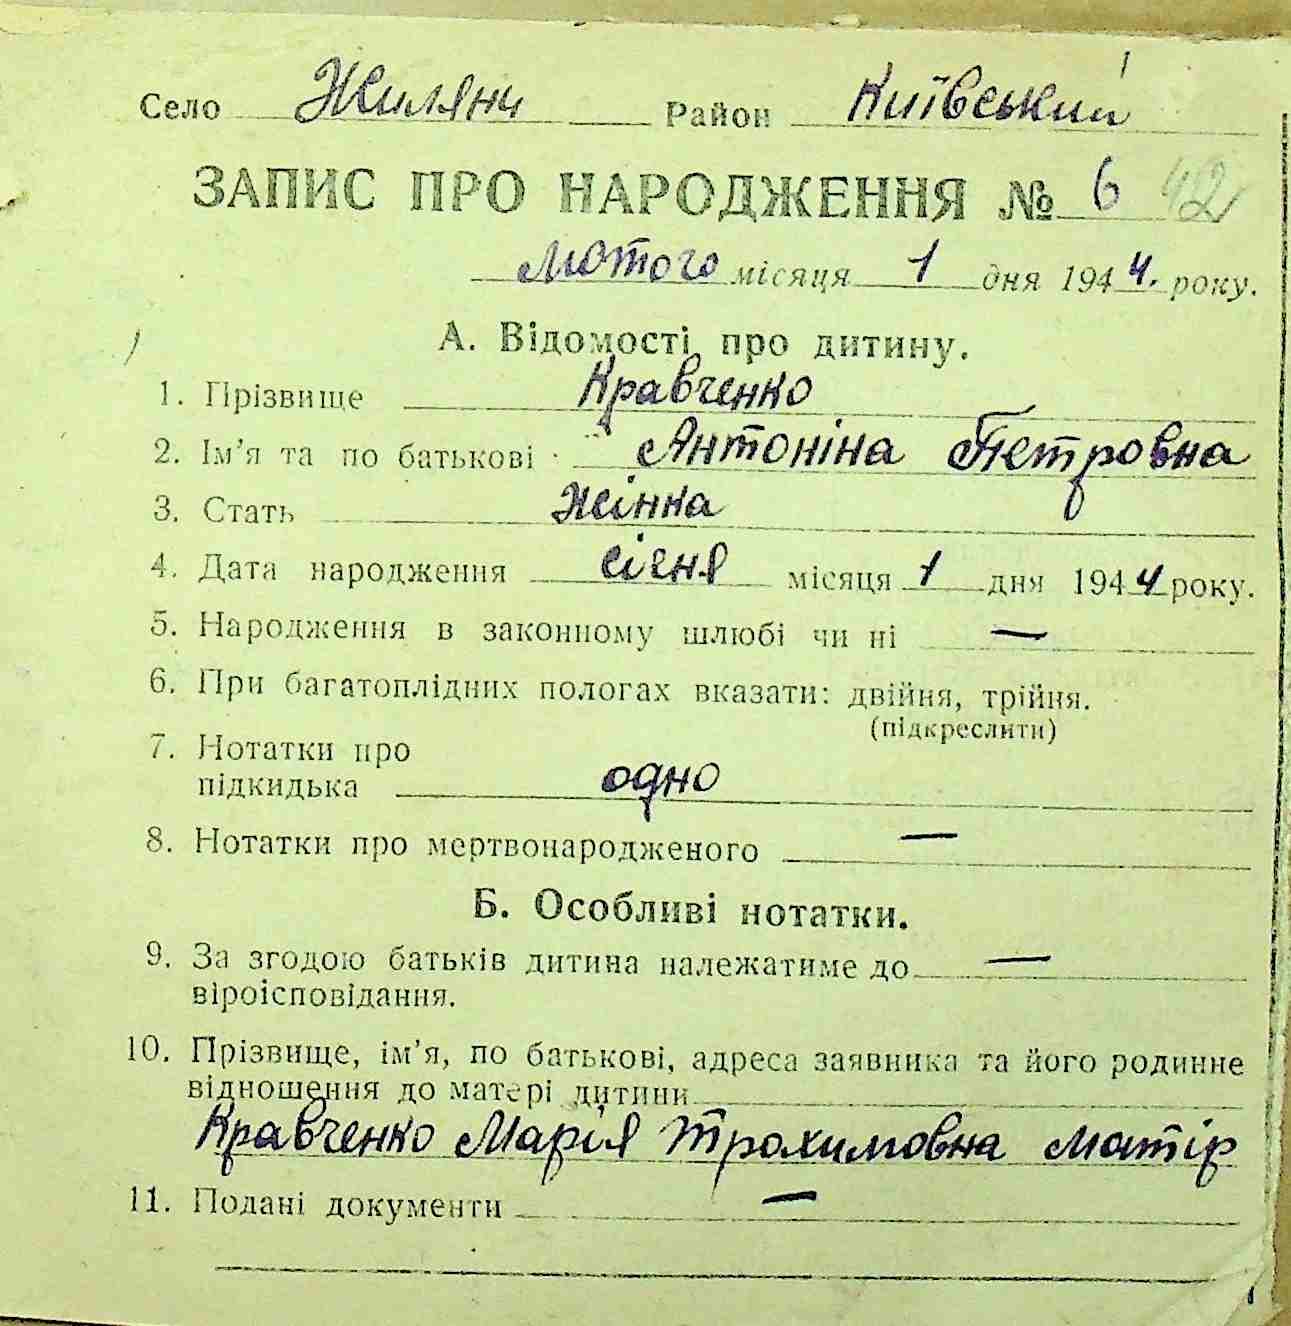 Село Жиляни Район Київський
ЗАПИС ПРО НАРОДЖЕННЯ № 6 42
лютого місяця 1 дня 1944. року.
А. Відомості про дитину.
1. Прізвище Кравченко
2. Ім'я та по батькові Антоніна Петровна
3. Стать жінка
4. Дата народження січня місяця 1 дня 1944 року.
5. Народження в законному шлюбі чи ні —
6. При багатоплідних пологах вказати: двійня, трійня.
(підкреслити)
7. Нотатки про
підкидька одно
8. Нотатки про мертвонародженого —
Б. Особливі нотатки.
9. За згодою батьків дитина належатиме до —
віроісповідання.
10. Прізвище, ім'я, по батькові, адреса заявника та його родинне
відношення до матері дитини
Кравченко Марія Трохимовна матір
11. Подані документи —